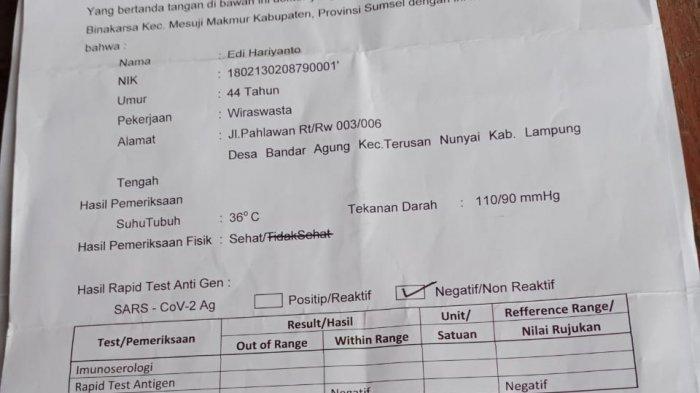 Yang bertanda tangan di bawah ini
Binakarsa Kec. Mesuji Makmur Kabupaten, Provinsi Sumsel dengan
bahwa :
Nama : Edi Hariyanto
NIK : 1802130208790001'
Umur : 44 Tahun
Pekerjaan : Wiraswasta
Alamat : Jl.Pahlawan Rt/Rw 003/006
Desa Bandar Agung Kec.Terusan Nunyai Kab. Lampung
Tengah
Hasil Pemeriksaan
SuhuTubuh : 36° C Tekanan Darah : 110/90 mmHg
Hasil Pemeriksaan Fisik : Sehat/TidakSehat
Hasil Rapid Test Anti Gen :
SARS - CoV-2 Ag Positip/Reaktif Negatif/Non Reaktif
Test/Pemeriksaan Result/Hasil Unit/ Refference Range/
Out of Range Within Range Satuan Nilai Rujukan
Imunoserologi
Rapid Test Antigen Negatif Negatif